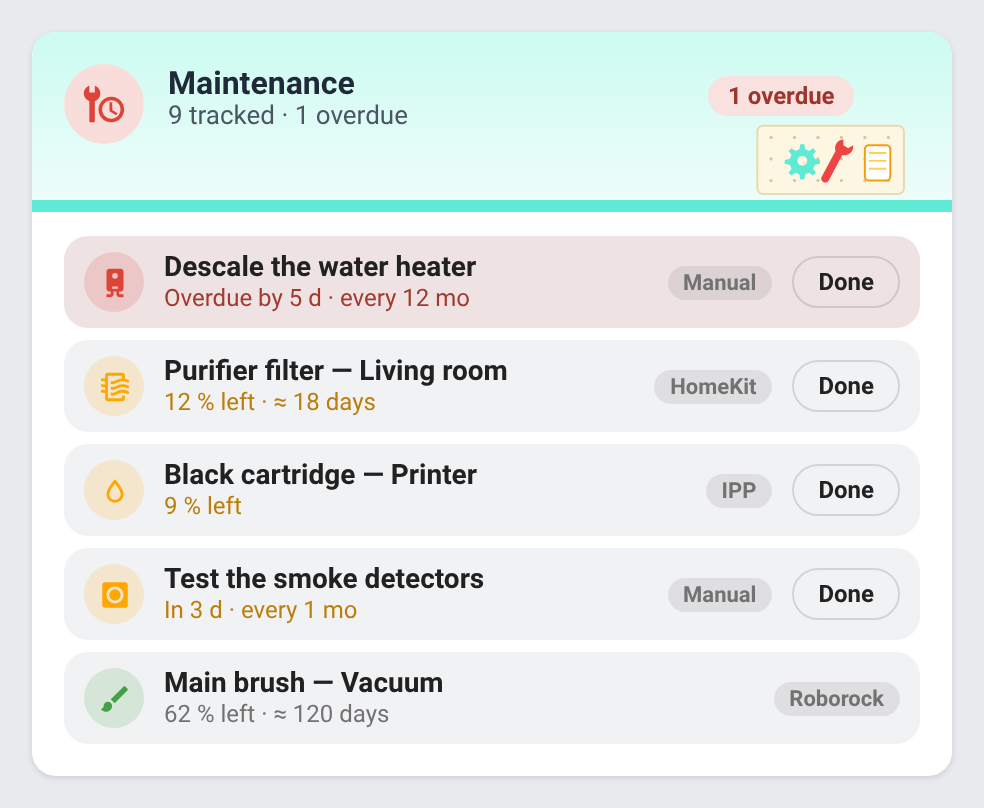 Maintenance
9 tracked · 1 overdue
1 overdue
Descale the water heater
Overdue by 5 d · every 12 mo
Manual
Done
Purifier filter — Living room
12 % left · ≈ 18 days
HomeKit
Done
Black cartridge — Printer
9 % left
IPP
Done
Test the smoke detectors
In 3 d · every 1 mo
Manual
Done
Main brush — Vacuum
62 % left · ≈ 120 days
Roborock